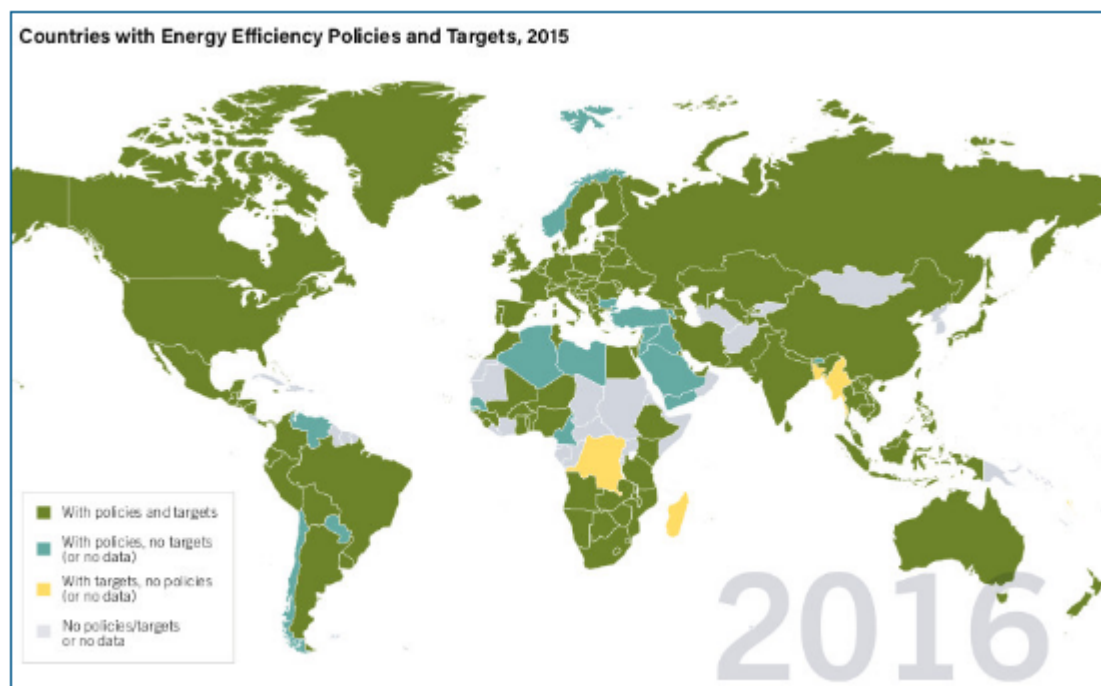 Countries with Energy Efficiency Policies and Targets, 2015
With policies and targets
With policies, no targets
(or no data)
With targets, no policies
(or no data)
No policies/targets
or no data
2016